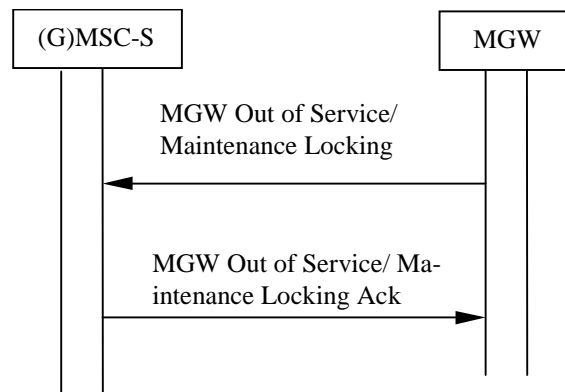 (G)MSC-S
MGW
MGW Out of Service/
Maintenance Locking
MGW Out of Service/ Ma-
intenance Locking Ack